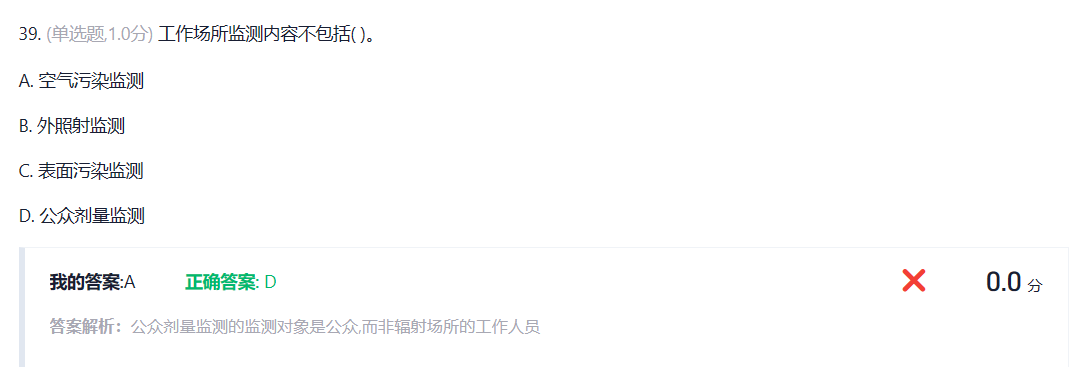 39. (单选题,1.0分) 工作场所监测内容不包括( )。
A. 空气污染监测
B. 外照射监测
C. 表面污染监测
D. 公众剂量监测
我的答案:A 正确答案: D 0.0 分
答案解析：公众剂量监测的监测对象是公众,而非辐射场所的工作人员